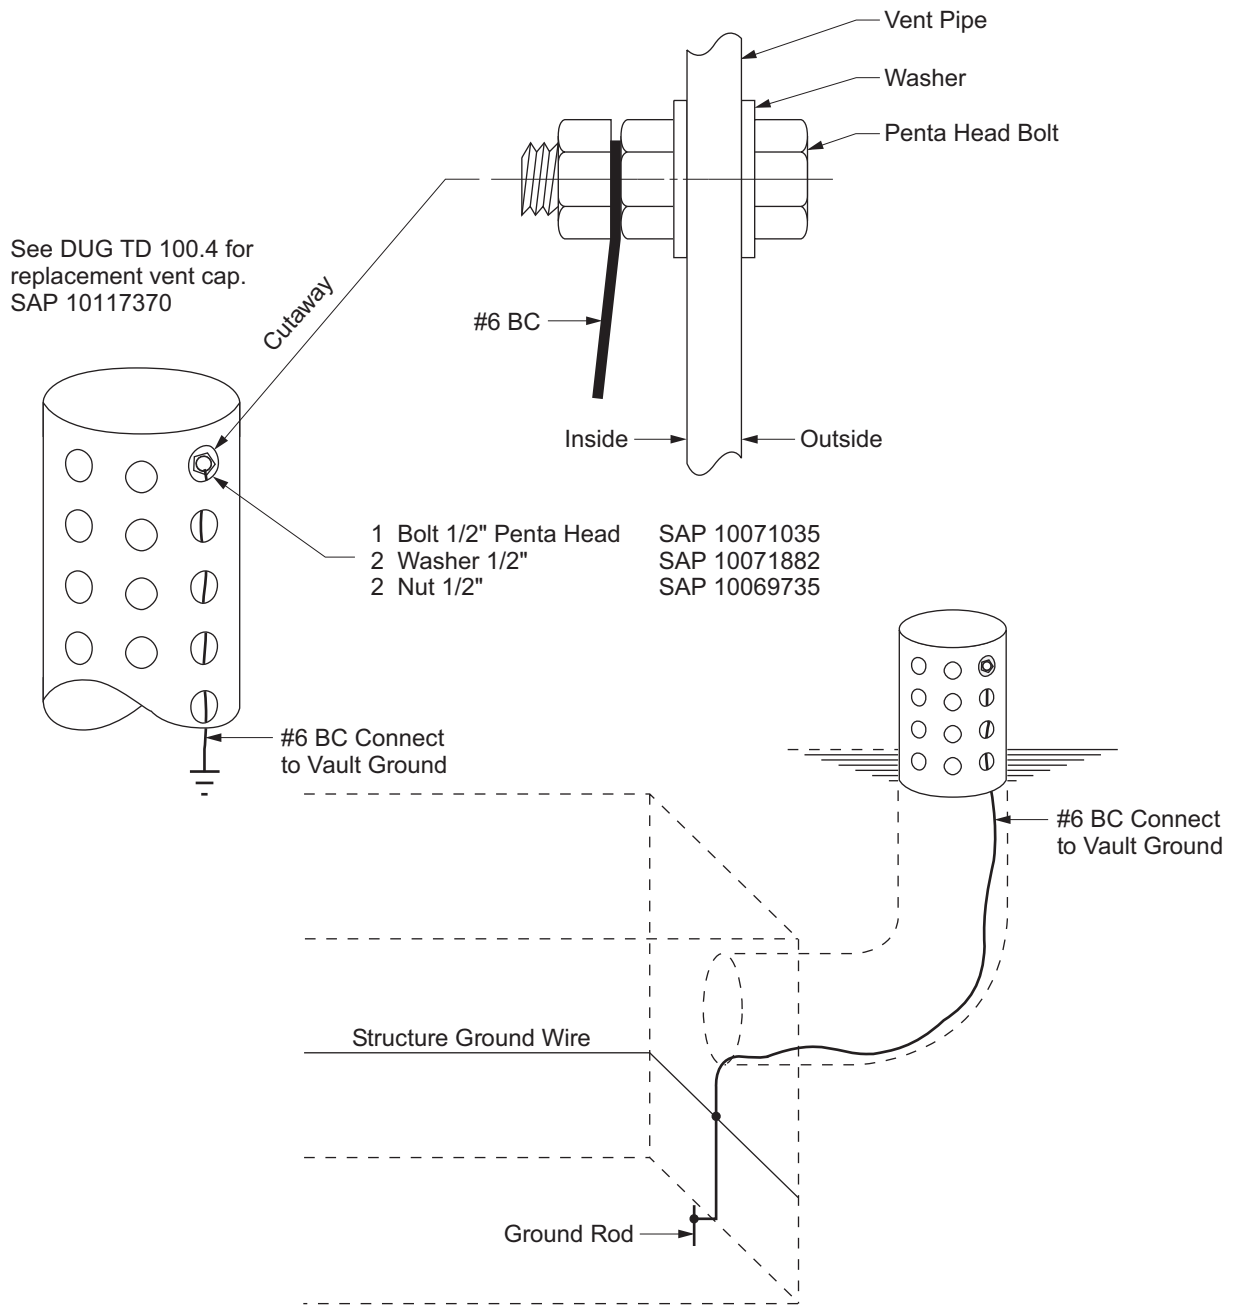 Vent Pipe
Washer
Penta Head Bolt
See DUG TD 100.4 for
replacement vent cap.
SAP 10117370
Cutaway
#6 BC
Inside
Outside
1 Bolt 1/2" Penta Head SAP 10071035
2 Washer 1/2" SAP 10071882
2 Nut 1/2" SAP 10069735
#6 BC Connect
to Vault Ground
#6 BC Connect
to Vault Ground
Structure Ground Wire
Ground Rod